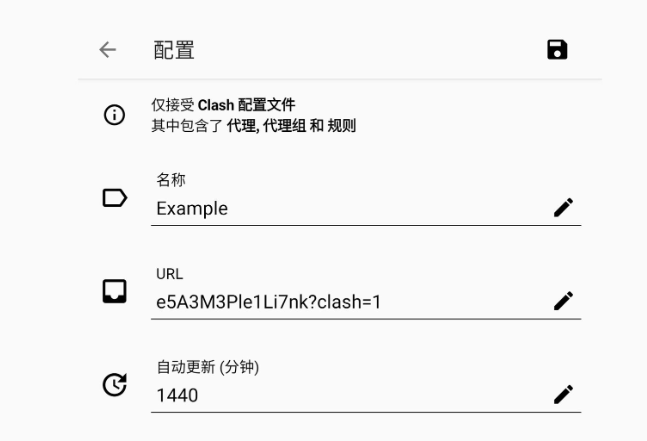 配置
仅接受 Clash 配置文件
其中包含了 代理, 代理组 和 规则
名称
Example
URL
e5A3M3Ple1Li7nk?clash=1
自动更新 (分钟)
1440